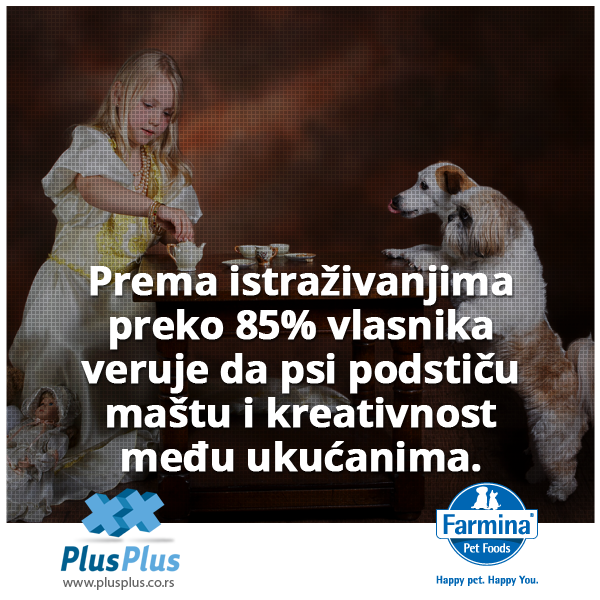 Prema istraživanjima
preko 85% vlasnika
veruje da psi podstiču
maštu i kreativnost
među ukućanima.
PlusPlus
www.plusplus.co.rs
Farmina®
Pet Foods
Happy pet. Happy You.